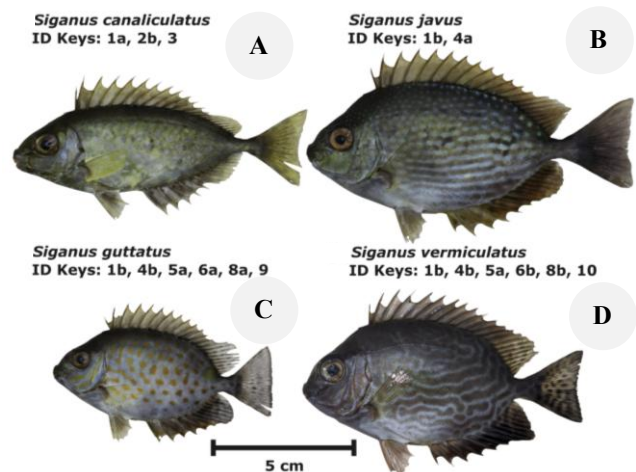 Siganus canaliculatus
ID Keys: 1a, 2b, 3
A
Siganus javus
ID Keys: 1b, 4a
B
Siganus guttatus
ID Keys: 1b, 4b, 5a, 6a, 8a, 9
C
Siganus vermiculatus
ID Keys: 1b, 4b, 5a, 6b, 8b, 10
D
5 cm